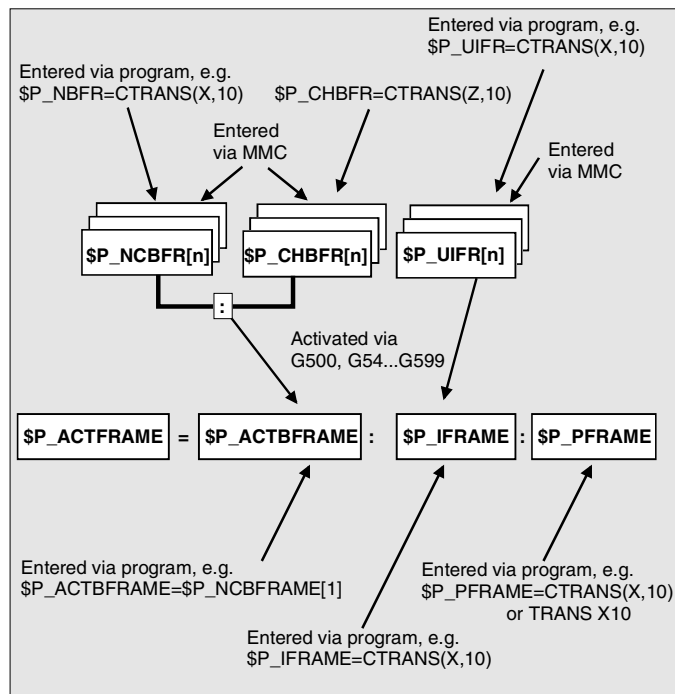 Entered via program, e.g.
$P_UIFR=CTRANS(X,10)
Entered via program, e.g.
$P_NBFR=CTRANS(X,10)
$P_CHBFR=CTRANS(Z,10)
Entered
via MMC
Entered
via MMC
$P_NCBFR[n]
$P_CHBFR[n]
$P_UIFR[n]
:
Activated via
G500, G54...G599
$P_ACTFRAME = $P_ACTBFRAME : $P_IFRAME : $P_PFRAME
Entered via program, e.g.
$P_ACTBFRAME=$P_NCBFRAME[1]
Entered via program, e.g.
$P_PFRAME=CTRANS(X,10)
or TRANS X10
Entered via program, e.g.
$P_IFRAME=CTRANS(X,10)